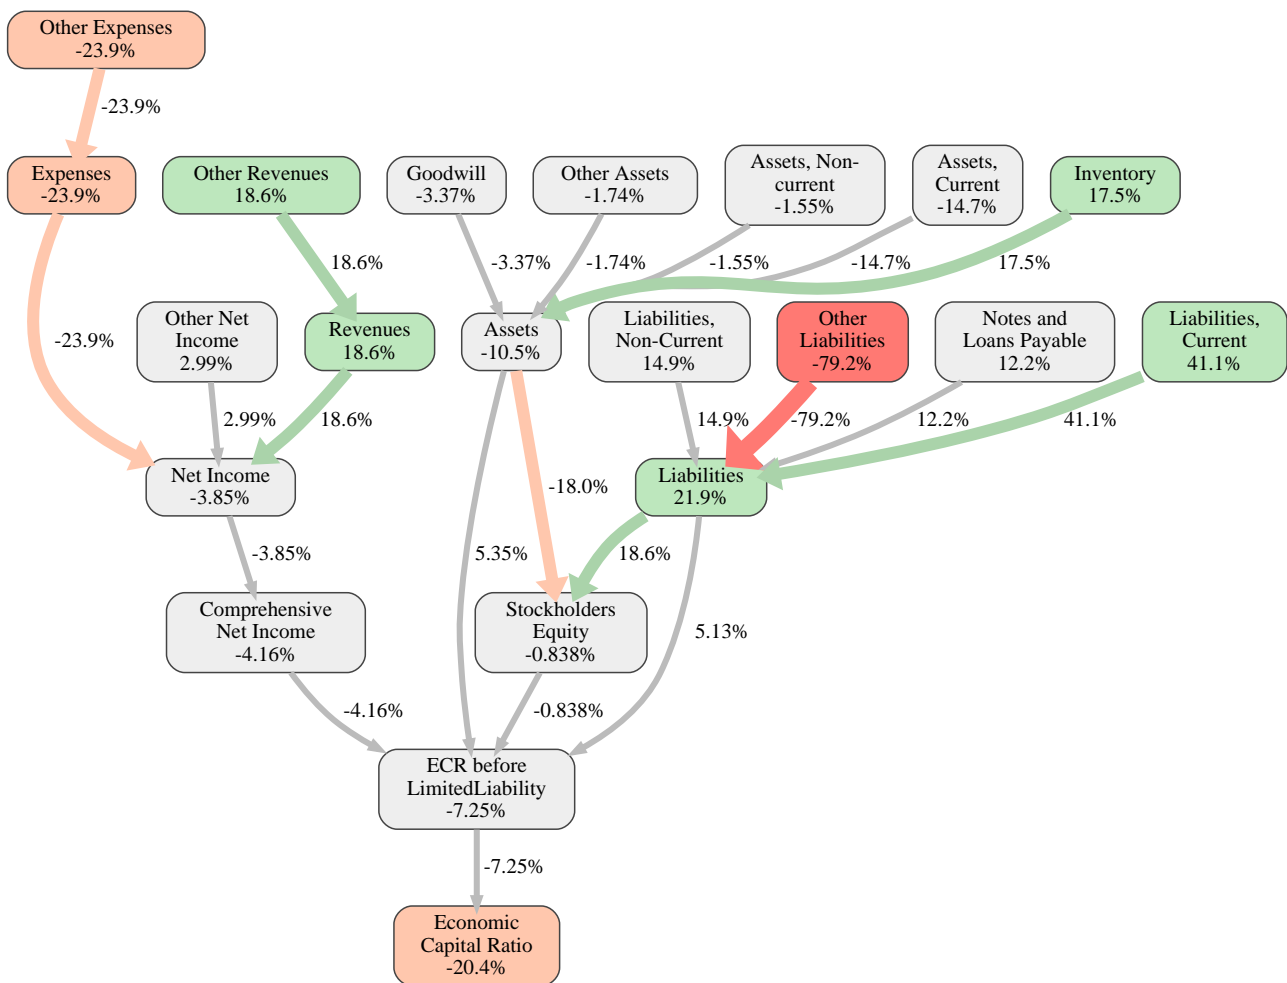 Other Expenses
-23.9%
-23.9%
Expenses
-23.9%
Other Revenues
18.6%
Goodwill
-3.37%
Other Assets
-1.74%
Assets, Non-
current
-1.55%
Assets,
Current
-14.7%
Inventory
17.5%
18.6%
-3.37%
-1.74%
-1.55%
-14.7%
17.5%
-23.9%
Other Net
Income
2.99%
Revenues
18.6%
Assets
-10.5%
Liabilities,
Non-Current
14.9%
Other
Liabilities
-79.2%
Notes and
Loans Payable
12.2%
Liabilities,
Current
41.1%
2.99%
18.6%
14.9%
-79.2%
12.2%
41.1%
Net Income
-3.85%
-18.0%
Liabilities
21.9%
-3.85%
5.35%
18.6%
Comprehensive
Net Income
-4.16%
Stockholders
Equity
-0.838%
5.13%
-4.16%
-0.838%
ECR before
LimitedLiability
-7.25%
-7.25%
Economic
Capital Ratio
-20.4%